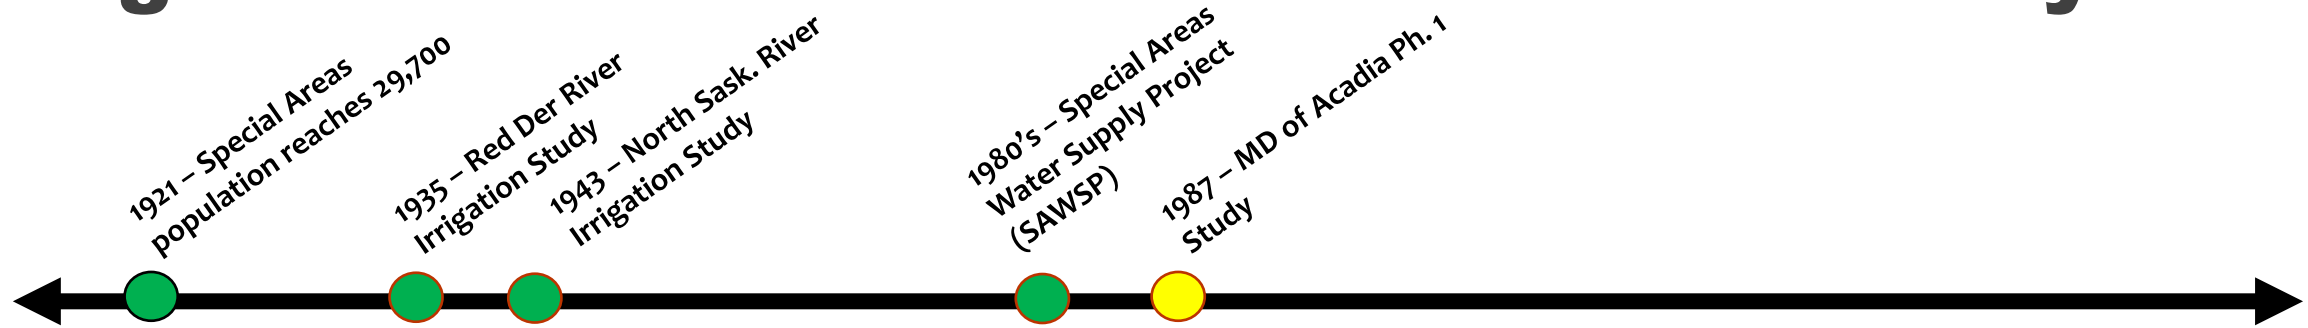 1921 – Special Areas
population reaches 29,700
1935 – Red Der River
Irrigation Study
1943 – North Sask. River
Irrigation Study
1980's – Special Areas
Water Supply Project
(SAWSP)
1987 – MD of Acadia Ph. 1
Study